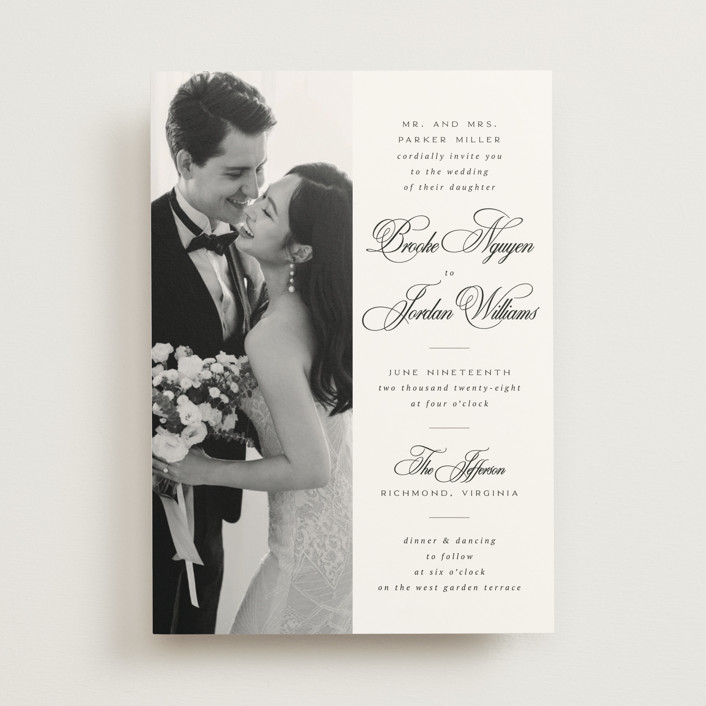 MR. AND MRS.
PARKER MILLER
cordially invite you
to the wedding
of their daughter
Brooke Nguyen
to
Jordan Williams
JUNE NINETEENTH
two thousand twenty-eight
at four o'clock
The Jefferson
RICHMOND, VIRGINIA
dinner & dancing
to follow
at six o'clock
on the west garden terrace